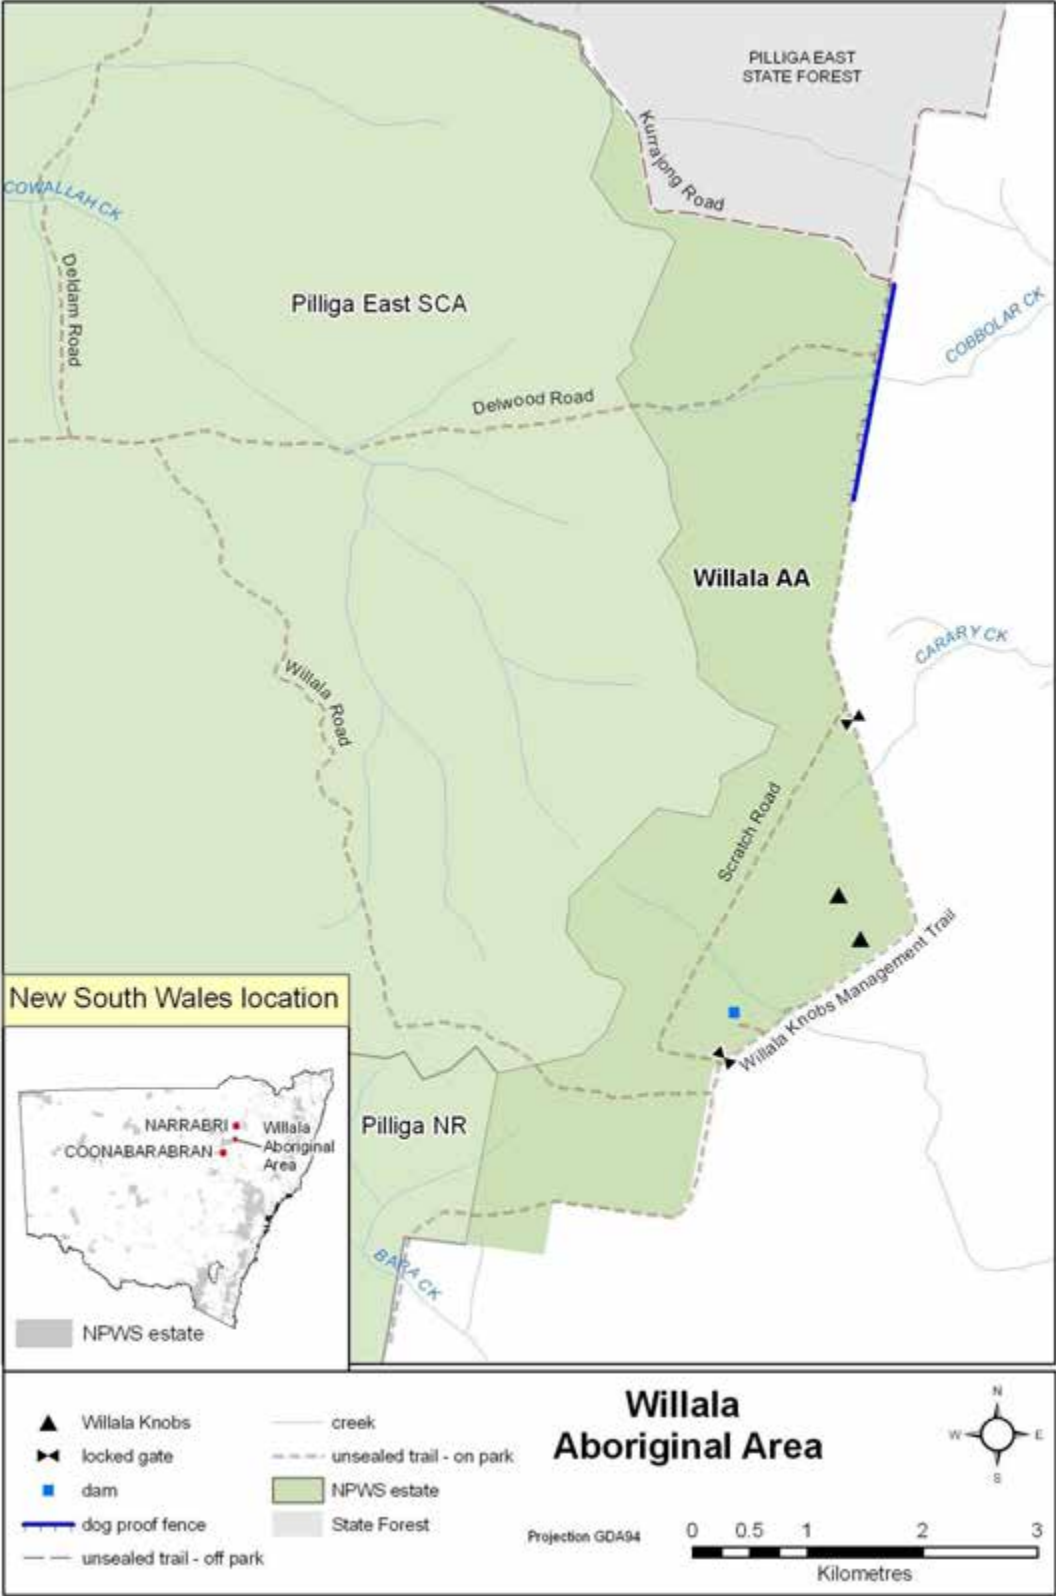 PILLIGA EAST
STATE FOREST
Kurrajong Road
COWALLAH CK
Deldam Road
Pilliga East SCA
COBBOLAR CK
Delwood Road
Willala AA
CARARY CK
Willala Road
Scratch Road
Willala Knobs Management Trail
New South Wales location
NARRABRI
COONABARABRAN
Willala
Aboriginal
Area
NPWS estate
Pilliga NR
BARA CK
Willala Knobs
locked gate
dam
dog proof fence
unsealed trail - off park
creek
unsealed trail - on park
NPWS estate
State Forest
Willala
Aboriginal Area
N
W E
S
Projection GDA94
0 0.5 1 2 3
Kilometres